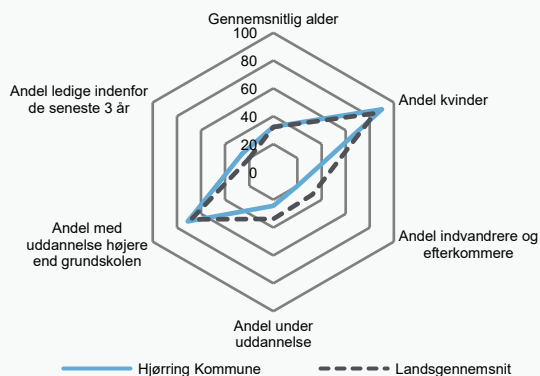 Gennemsnitlig alder
100
80
60
40
20
0
Andel kvinder
Andel indvandrere og
efterkommere
Andel under
uddannelse
Andel med
uddannelse højere
end grundskolen
Andel ledige indenfor
de seneste 3 år
Hjørring Kommune
Landsgennemsnit